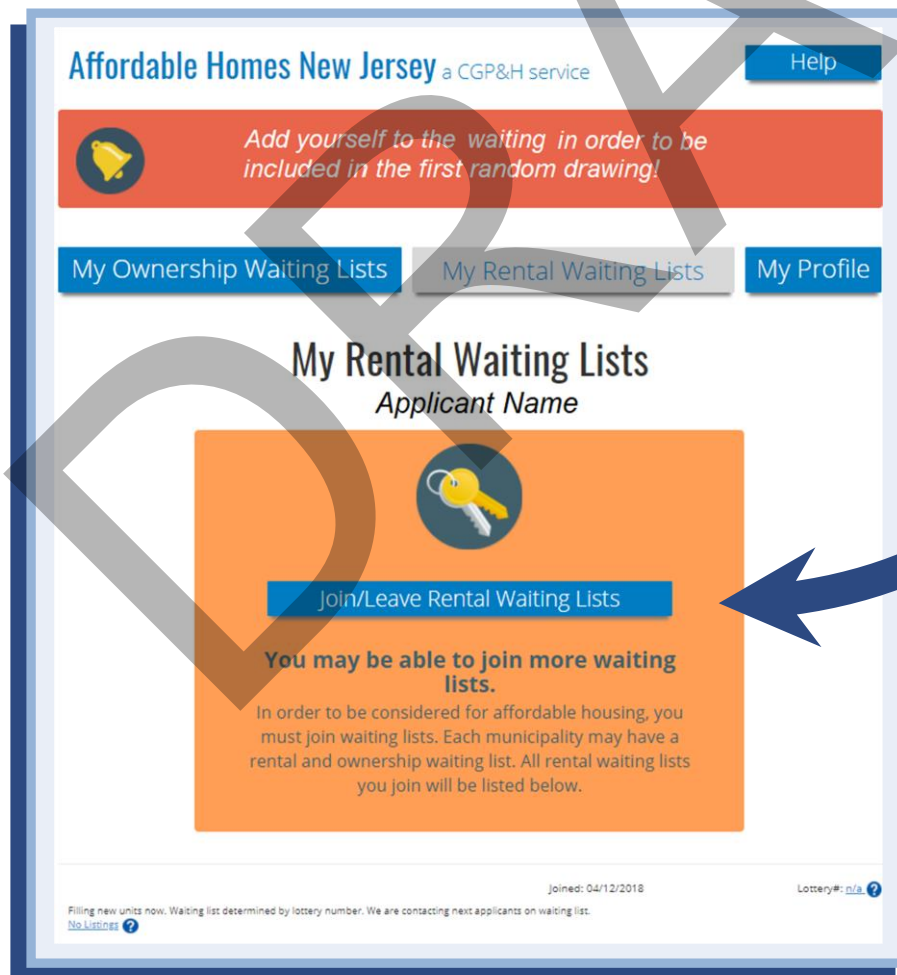 Affordable Homes New Jersey a CGP&H service
Help
Add yourself to the waiting in order to be
included in the first random drawing!
My Ownership Waiting Lists
My Rental Waiting Lists
My Profile
My Rental Waiting Lists
Applicant Name
Join/Leave Rental Waiting Lists
You may be able to join more waiting
lists.
In order to be considered for affordable housing, you
must join waiting lists. Each municipality may have a
rental and ownership waiting list. All rental waiting lists
you join will be listed below.
Joined: 04/12/2018
Lottery#: n/a ?
Filling new units now. Waiting list determined by lottery number. We are contacting next applicants on waiting list.
No Listings ?
DRA